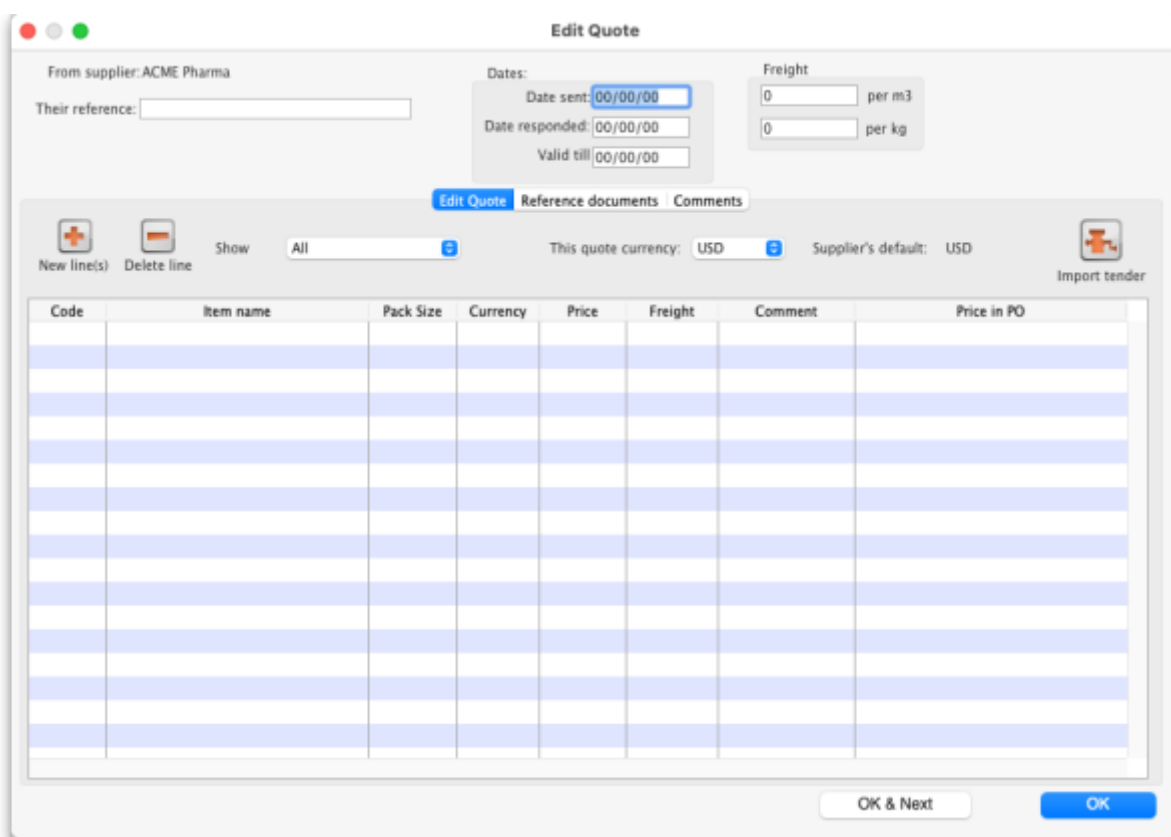 Edit Quote
From supplier: ACME Pharma
Their reference:
Dates:
Date sent: 00/00/00
Date responded: 00/00/00
Valid till 00/00/00
Freight
0 per m3
0 per kg
Edit Quote Reference documents Comments
New line(s) Delete line Show All This quote currency: USD Supplier's default: USD Import tender
Code Item name Pack Size Currency Price Freight Comment Price in PO
OK & Next OK